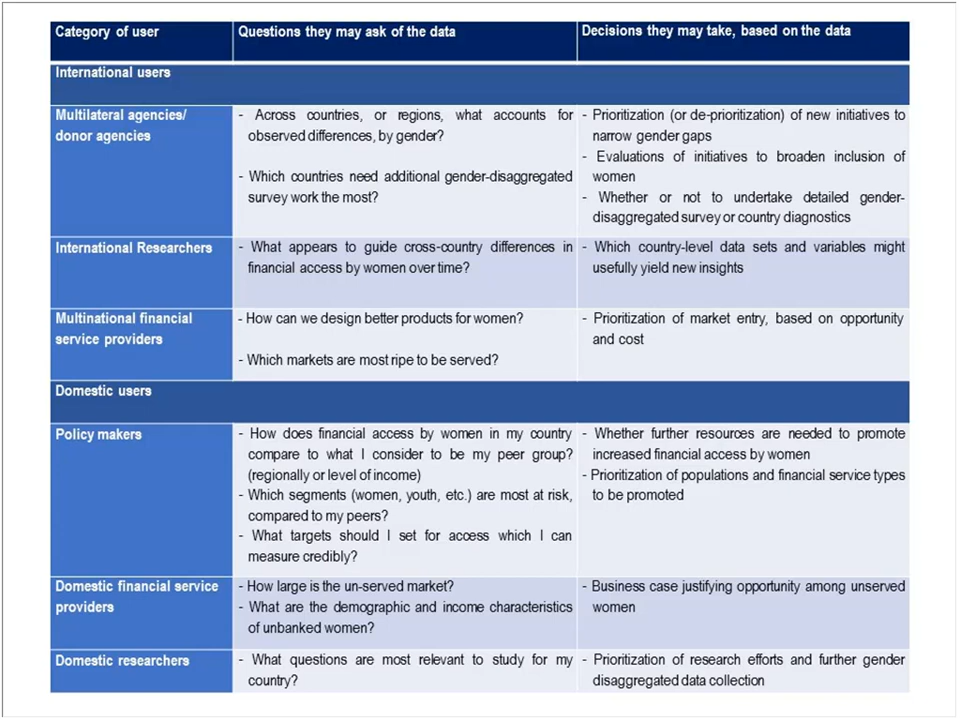 Category of user
Questions they may ask of the data
Decisions they may take, based on the data
International users
Multilateral agencies/
donor agencies
- Across countries, or regions, what accounts for
observed differences, by gender?
- Which countries need additional gender-disaggregated
survey work the most?
- Prioritization (or de-prioritization) of new initiatives to
narrow gender gaps
- Evaluations of initiatives to broaden inclusion of
women
- Whether or not to undertake detailed gender-
disaggregated survey or country diagnostics
International Researchers
- What appears to guide cross-country differences in
financial access by women over time?
- Which country-level data sets and variables might
usefully yield new insights
Multinational financial
service providers
- How can we design better products for women?
- Which markets are most ripe to be served?
- Prioritization of market entry, based on opportunity
and cost
Domestic users
Policy makers
- How does financial access by women in my country
compare to what I consider to be my peer group?
(regionally or level of income)
- Which segments (women, youth, etc.) are most at risk,
compared to my peers?
- What targets should I set for access which I can
measure credibly?
- Whether further resources are needed to promote
increased financial access by women
- Prioritization of populations and financial service types
to be promoted
Domestic financial service
providers
- How large is the un-served market?
- What are the demographic and income characteristics
of unbanked women?
- Business case justifying opportunity among unserved
women
Domestic researchers
- What questions are most relevant to study for my
country?
- Prioritization of research efforts and further gender
disaggregated data collection